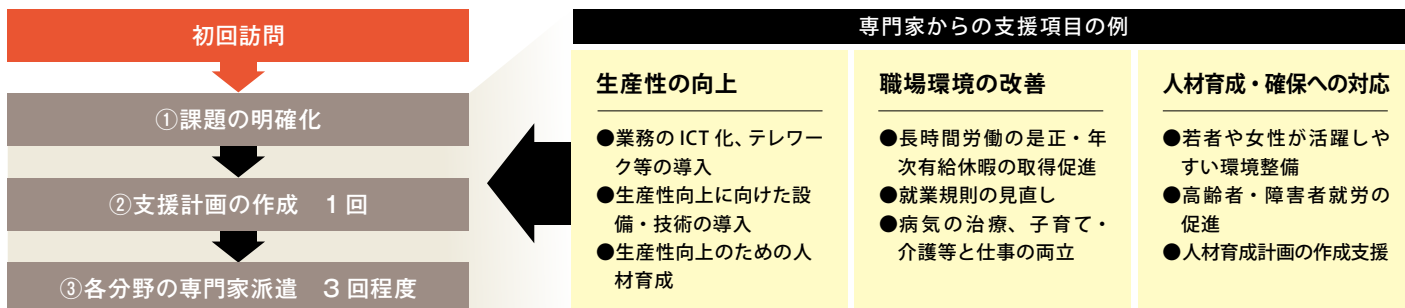 初回訪問
①課題の明確化
②支援計画の作成　1回
③各分野の専門家派遣　3回程度
専門家からの支援項目の例
生産性の向上
●業務の ICT 化、テレワー
ク等の導入
●生産性向上に向けた設
備・技術の導入
●生産性向上のための人
材育成
職場環境の改善
●長時間労働の是正・年
次有給休暇の取得促進
●就業規則の見直し
●病気の治療、子育て・
介護等と仕事の両立
人材育成・確保への対応
●若者や女性が活躍しや
すい環境整備
●高齢者・障害者就労の
促進
●人材育成計画の作成支援